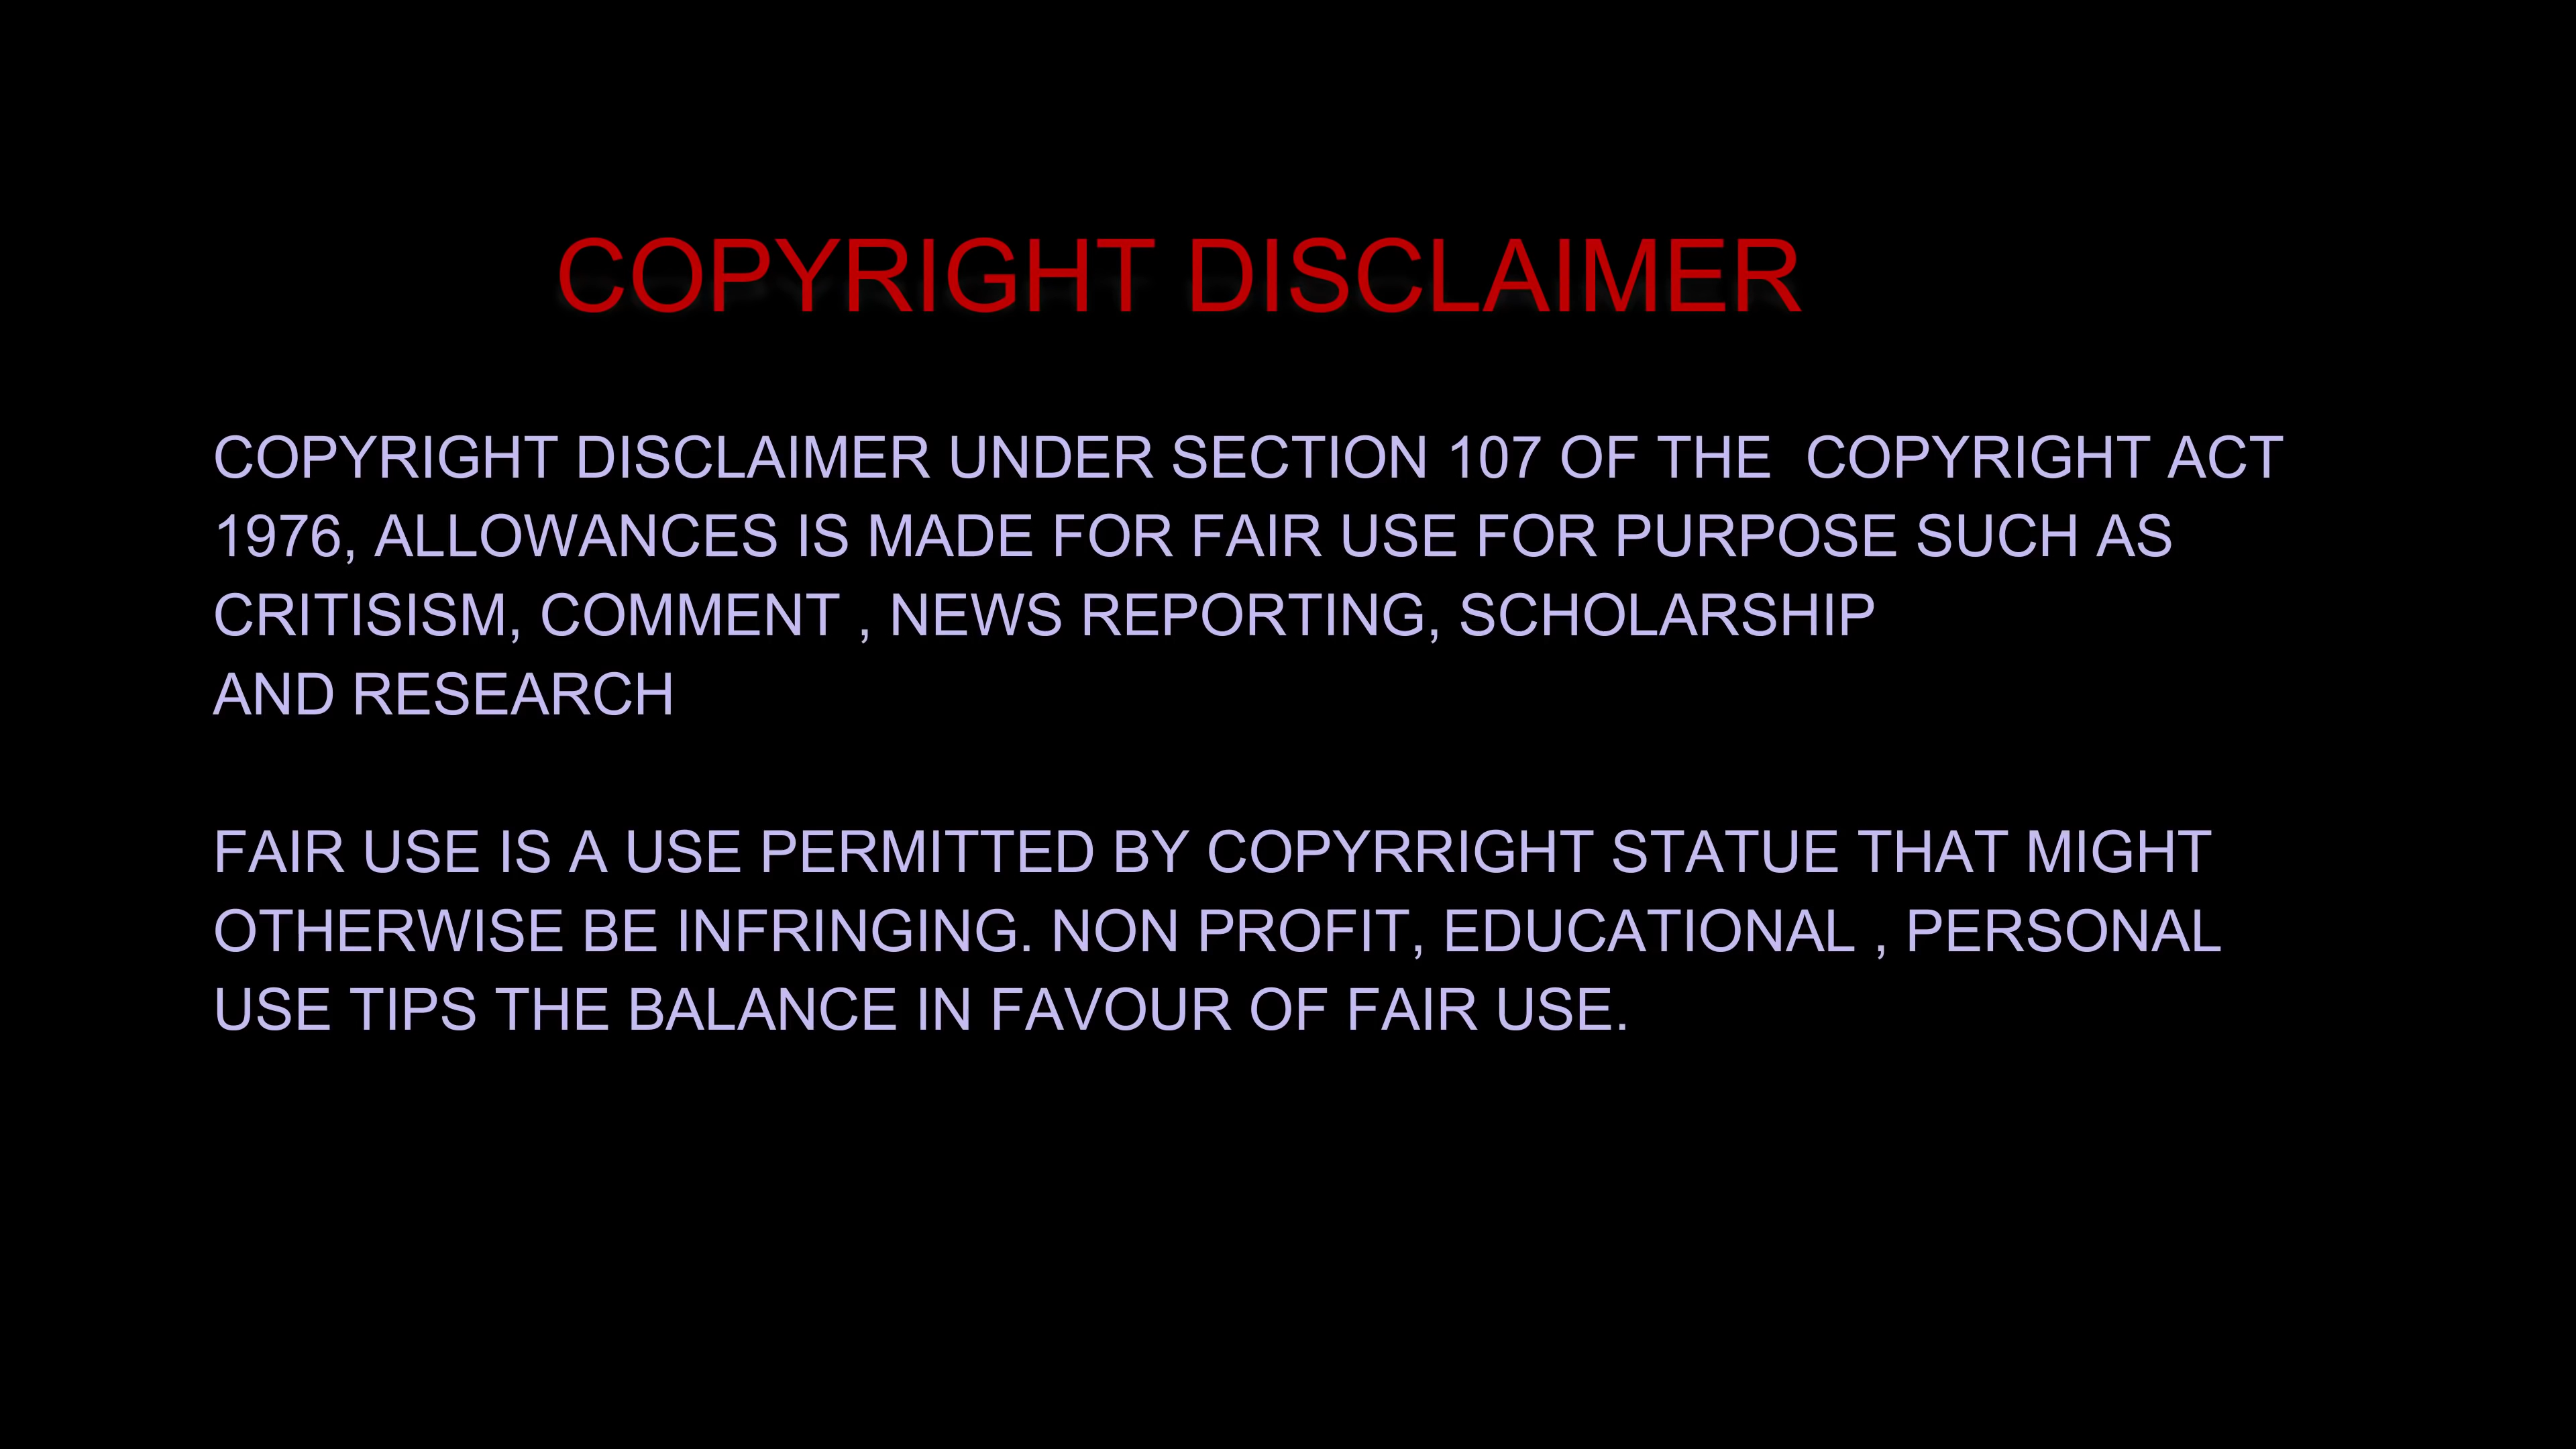 COPYRIGHT DISCLAIMER
COPYRIGHT DISCLAIMER UNDER SECTION 107 OF THE  COPYRIGHT ACT
1976, ALLOWANCES IS MADE FOR FAIR USE FOR PURPOSE SUCH AS
CRITISISM, COMMENT , NEWS REPORTING, SCHOLARSHIP
AND RESEARCH
FAIR USE IS A USE PERMITTED BY COPYRRIGHT STATUE THAT MIGHT
OTHERWISE BE INFRINGING. NON PROFIT, EDUCATIONAL , PERSONAL
USE TIPS THE BALANCE IN FAVOUR OF FAIR USE.